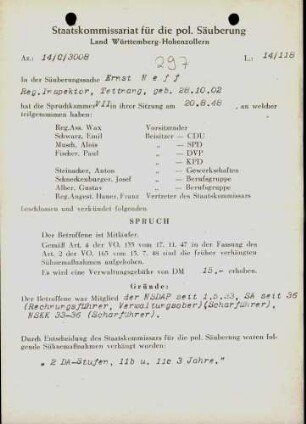 Staatskommissariat für die pol. Säuberung
Land Württemberg-Hohenzollern
Az.: 14/C/3008
L.: 14/118
297
In der Säuberungssache Ernst Neff
Reg.Inspektor, Tettnang, geb. 28.10.02
hat die Spruchkammer VII in ihrer Sitzung am 20.8.48, an welcher
teilgenommen haben:
Reg.Ass. Wax Vorsitzender
Schwarz, Emil Beisitzer — CDU
Musch, Alois „ — SPD
Fischer, Paul „ — DVP
„ — KPD
Steinacher, Anton „ — Gewerkschaften
Schneckenburger, Josef „ — Berufsgruppe
Alber, Gustav „ — Berufsgruppe
Reg.Angest. Hauer, Franz Vertreter des Staatskommissars
beschlossen und verkündet folgenden
SPRUCH
Der Betroffene ist Mitläufer.
Gemäß Art. 4 der VO. 133 vom 17. 11. 47 in der Fassung des
Art. 2 der VO. 165 vom 13. 7. 48 sind die früher verhängten
Sühnemaßnahmen aufgehoben.
Es wird eine Verwaltungsgebühr von DM 15,— erhoben.
Gründe:
Der Betroffene war Mitglied der NSDAP seit 1.5.33, SA seit 36
(Rechnungsführer, Verwaltungsober)(Scharführer),
NSKK 33-36 (Scharführer).
Durch Entscheidung des Staatskommissars für die pol. Säuberung waren fol-
gende Sühnemaßnahmen verhängt worden:
„ 2 DA-Stufen, 11b u. 11c 3 Jahre."